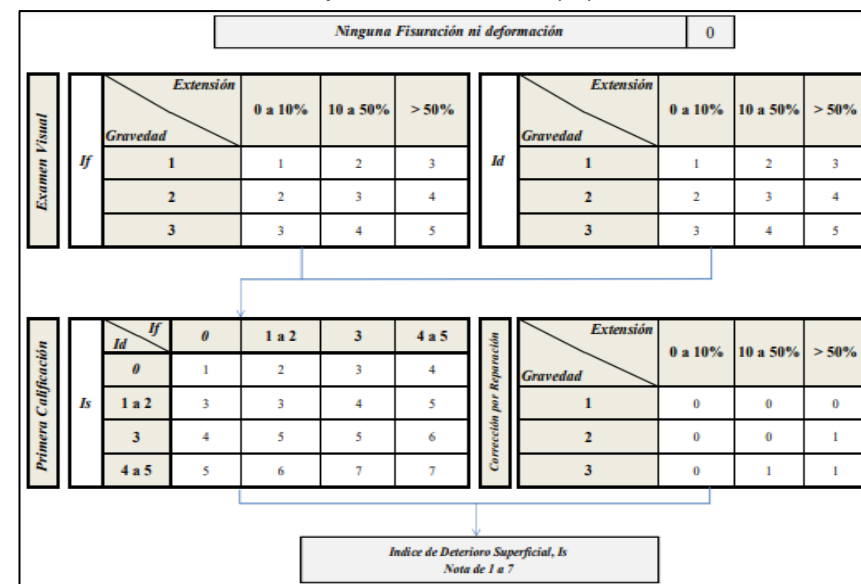 Ninguna Fisuración ni deformación 0
Examen Visual
If
Extensión
Gravedad
0 a 10% 10 a 50% > 50%
1 1 2 3
2 2 3 4
3 3 4 5
Id
Extensión
Gravedad
0 a 10% 10 a 50% > 50%
1 1 2 3
2 2 3 4
3 3 4 5
Primera Calificación
Is
If
Id
0 1 a 2 3 4 a 5
0 1 2 3 4
1 a 2 3 3 4 5
3 4 5 5 6
4 a 5 5 6 7 7
Corrección por Reparación
Extensión
Gravedad
0 a 10% 10 a 50% > 50%
1 0 0 0
2 0 0 1
3 0 1 1
Indice de Deterioro Superficial, Is
Nota de 1 a 7